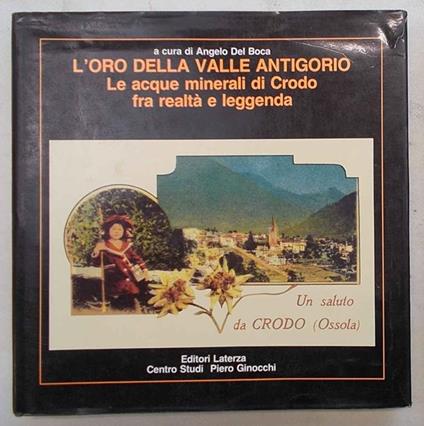 a cura di Angelo Del Boca
L'ORO DELLA VALLE ANTIGORIO
Le acque minerali di Crodo
fra realtà e leggenda
Un saluto
da CRODO (Ossola)
Editori Laterza
Centro Studi Piero Ginocchi